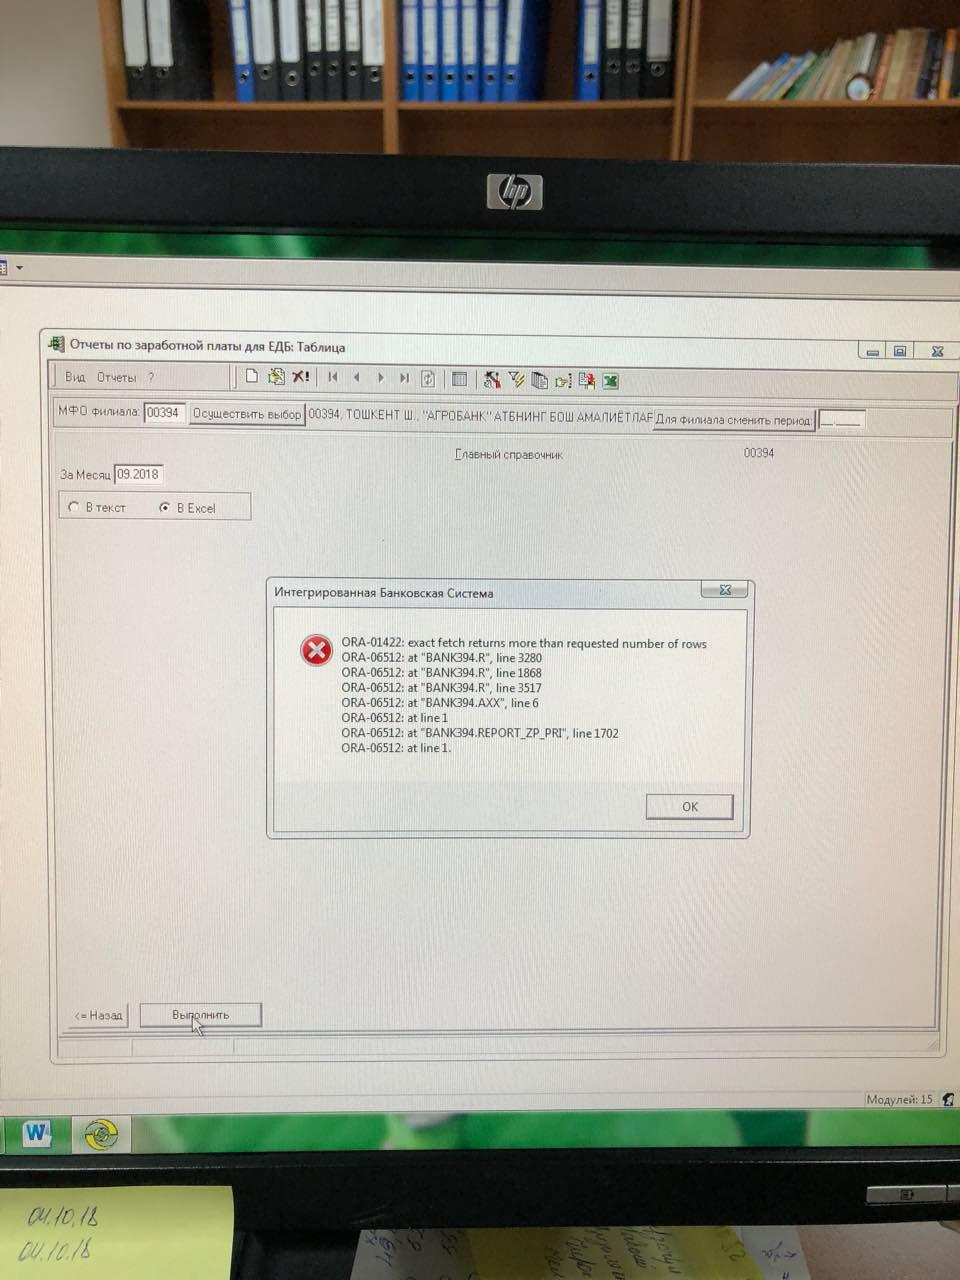 hp
Отчеты по заработной платы для ЕДБ: Таблица
Вид Отчеты ?
МФО филиала: 00394 Осуществить выбор 00394, ТОШКЕНТ Ш., "АГРОБАНК" АТБНИНГ БОШ АМАЛИЁТЛАР Для филиала сменить период: __.____
Главный справочник 00394
За Месяц 09.2018
В текст В Excel
Интегрированная Банковская Система
ORA-01422: exact fetch returns more than requested number of rows
ORA-06512: at "BANK394.R", line 3280
ORA-06512: at "BANK394.R", line 1868
ORA-06512: at "BANK394.R", line 3517
ORA-06512: at "BANK394.AXX", line 6
ORA-06512: at line 1
ORA-06512: at "BANK394.REPORT_ZP_PRI", line 1702
ORA-06512: at line 1.
OK
<= Назад Выполнить
Модулей: 15
W
04.10.18
04.10.18